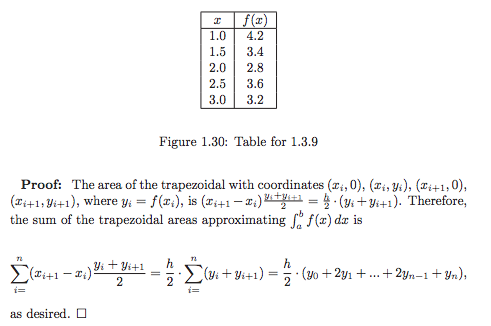 x f(x)
1.0 4.2
1.5 3.4
2.0 2.8
2.5 3.6
3.0 3.2
Figure 1.30: Table for 1.3.9
Proof: The area of the trapezoidal with coordinates (x_i, 0), (x_i, y_i), (x_{i+1}, 0),
(x_{i+1}, y_{i+1}), where y_i = f(x_i), is (x_{i+1} − x_i) \frac{y_i+y_{i+1}}{2} = \frac{h}{2} · (y_i + y_{i+1}). Therefore,
the sum of the trapezoidal areas approximating ∫_a^b f(x) dx is
\sum_{i=}^{n} (x_{i+1} − x_i) \frac{y_i + y_{i+1}}{2} = \frac{h}{2} · \sum_{i=}^{n} (y_i + y_{i+1}) = \frac{h}{2} · (y_0 + 2y_1 + ... + 2y_{n−1} + y_n),
as desired. □